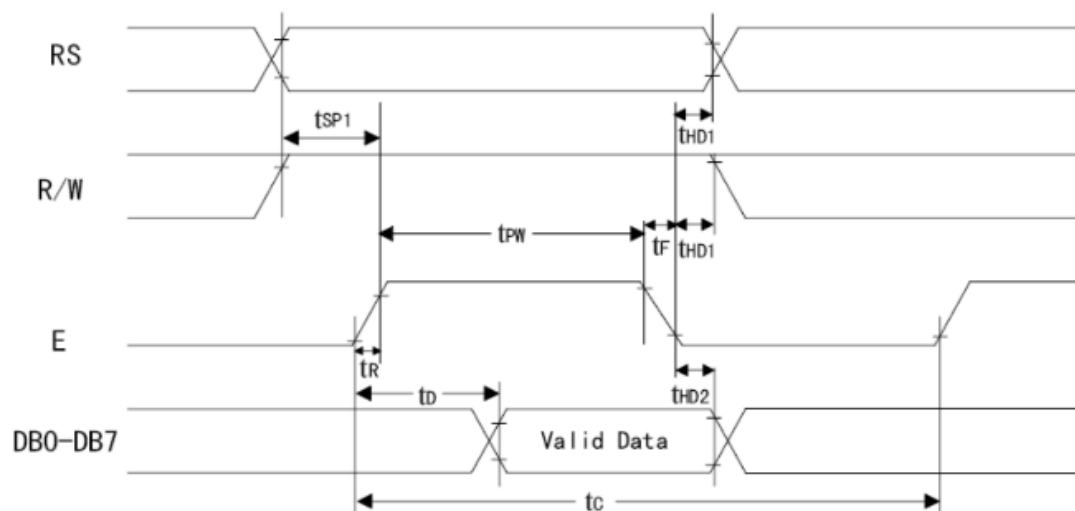 RS
tSP1
tHD1
R/W
tPW
tF
tHD1
E
tR
tD
tHD2
DB0-DB7
Valid Data
tC